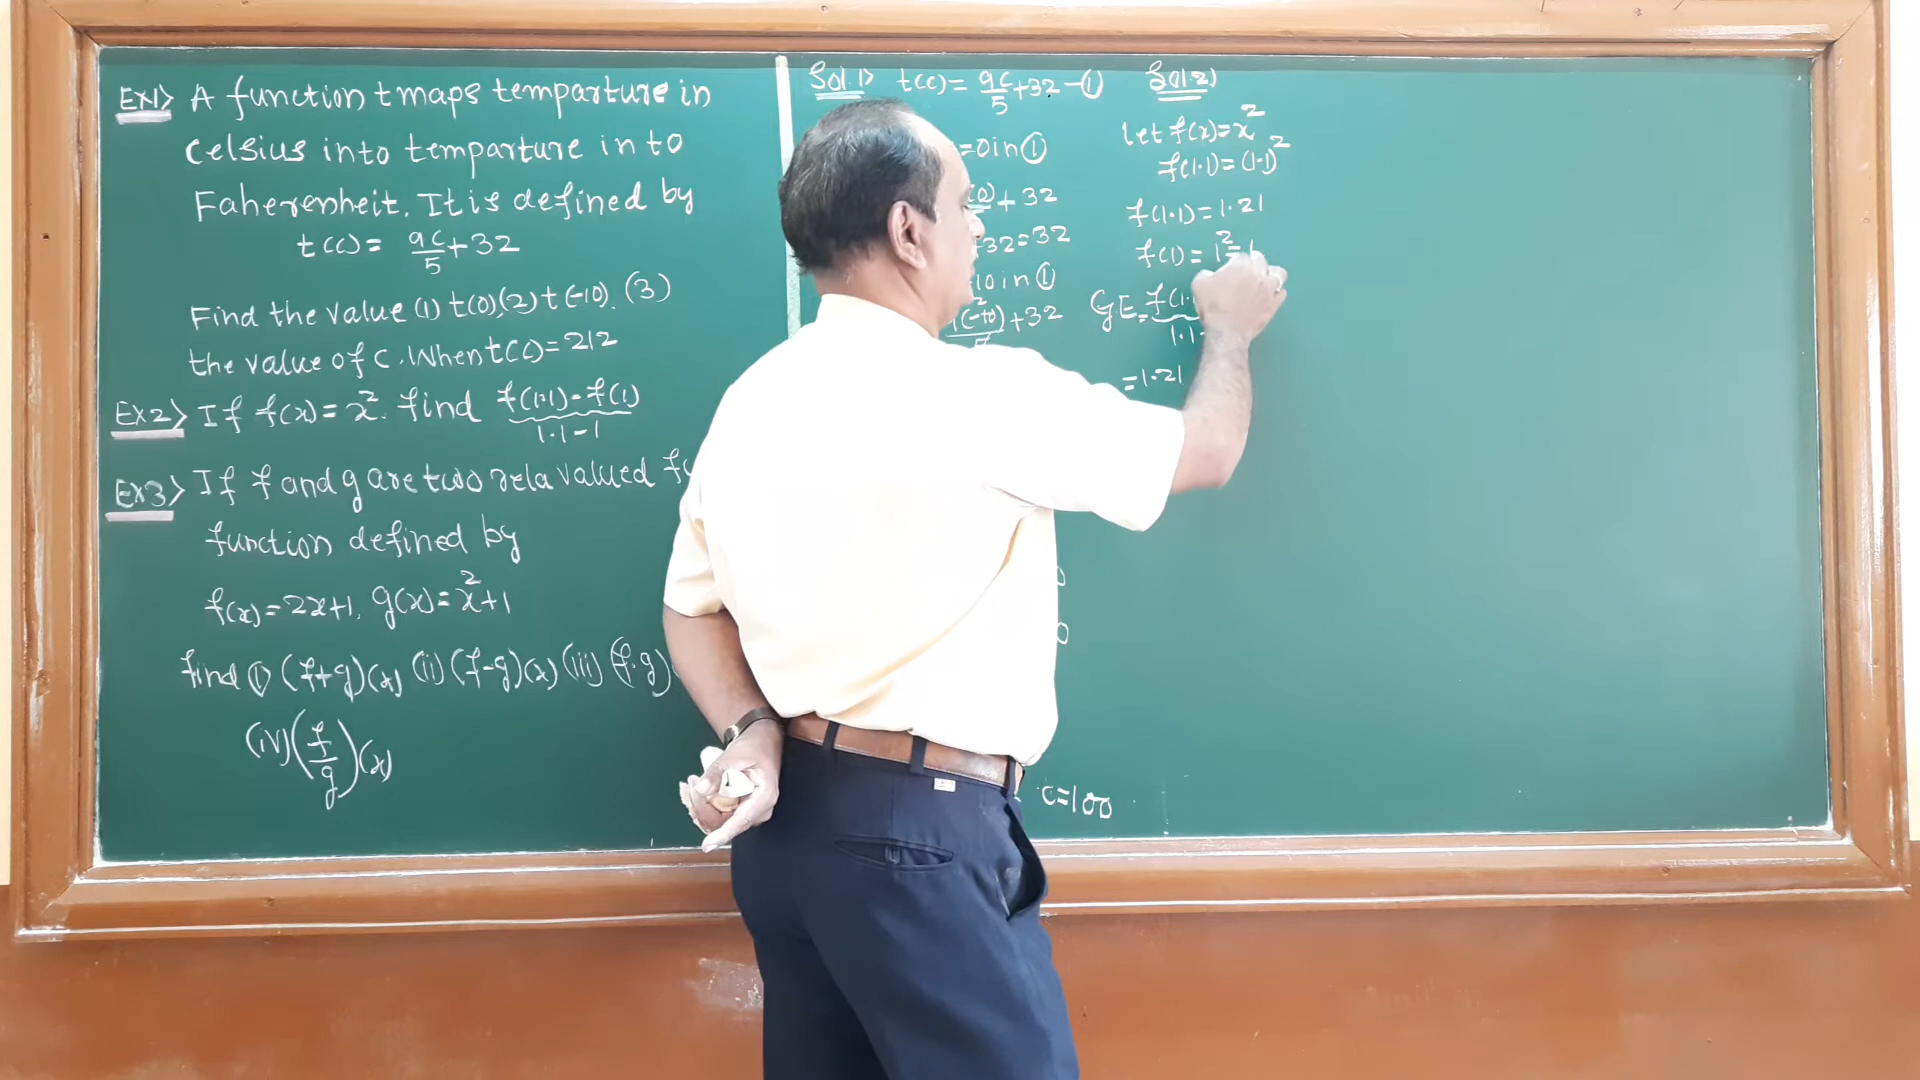 Ex1> A function t maps temparture in
celsius into temparture in to
Faherenheit. It is defined by
t(c) = 9c/5 + 32
Find the value (1) t(0), (2) t(-10). (3)
the value of c. When t(c) = 212
Ex2> If f(x) = x². find f(1·1) - f(1) / 1·1 - 1
Ex3> If f and g are two rela valued
function defined by
f(x) = 2x+1, g(x) = x²+1
find (i) (f+g)(x) (ii) (f-g)(x) (iii) (f·g)
(iv) (f/g)(x)
Sol.1> t(c) = 9c/5 + 32 - ①
=0 in ①
(0) + 32
+32 = 32
10 in ①
(-10) + 32
c=100
Sol.2)
let f(x) = x²
f(1·1) = (1·1)²
f(1·1) = 1·21
f(1) = 1² = 1
G.E =
= 1·21